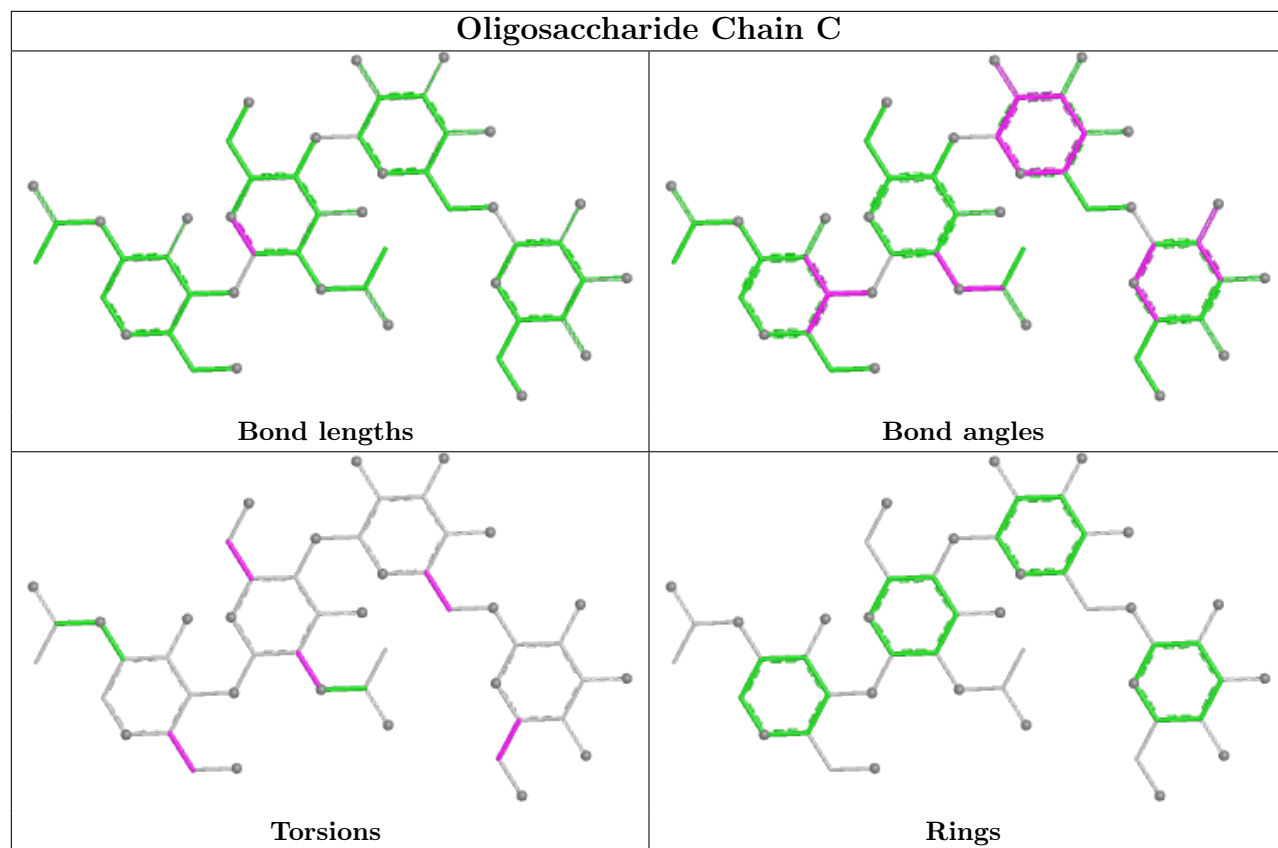 Oligosaccharide Chain C
Bond lengths
Bond angles
Torsions
Rings